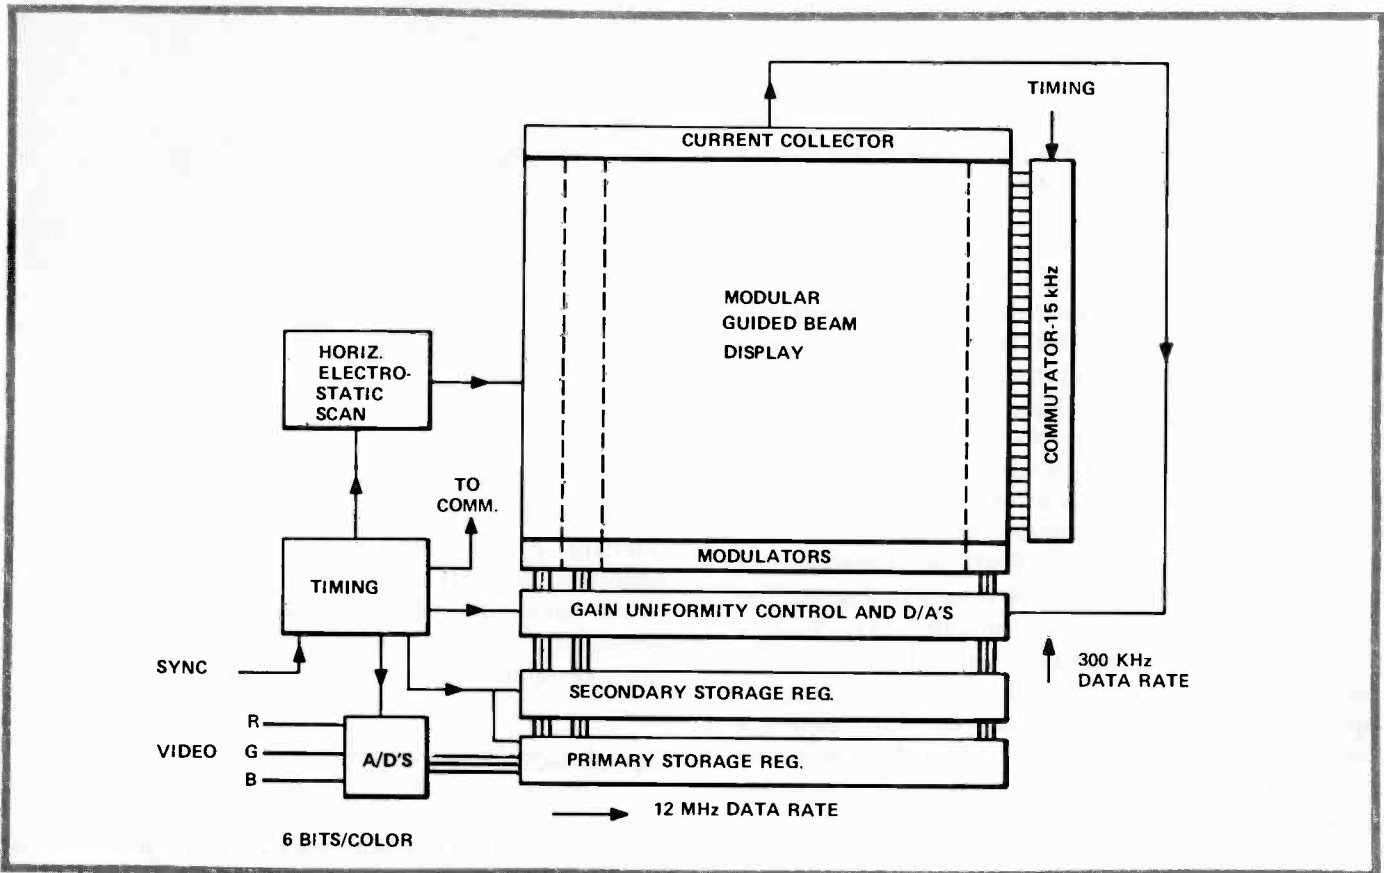 TIMING
CURRENT COLLECTOR
MODULAR
GUIDED BEAM
DISPLAY
COMMUTATOR-15 kHz
HORIZ.
ELECTRO-
STATIC
SCAN
TO
COMM.
MODULATORS
TIMING
GAIN UNIFORMITY CONTROL AND D/A'S
SYNC
300 KHz
DATA RATE
SECONDARY STORAGE REG.
R
VIDEO G
B
A/D'S
PRIMARY STORAGE REG.
12 MHz DATA RATE
6 BITS/COLOR